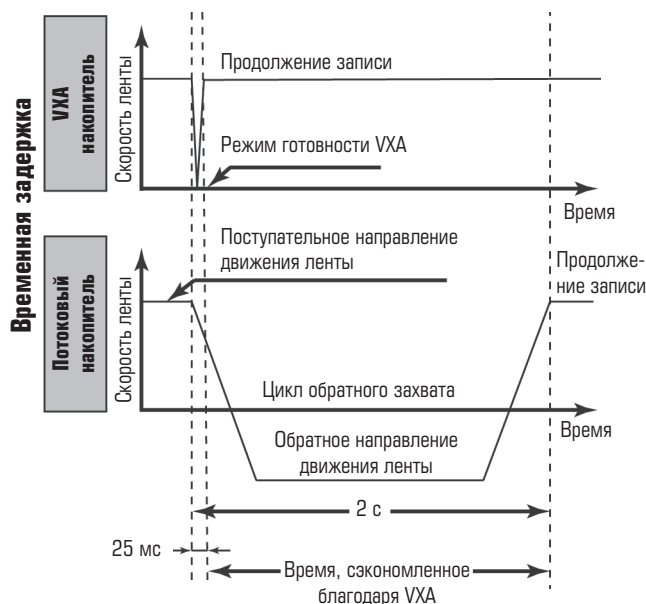 Временная задержка
VXA
накопитель
Скорость ленты
Продолжение записи
Режим готовности VXA
Время
Потоковый
накопитель
Скорость ленты
Поступательное направление
движения ленты
Продолже-
ние записи
Цикл обратного захвата
Время
Обратное направление
движения ленты
2 с
25 мс
Время, сэкономленное
благодаря VXA